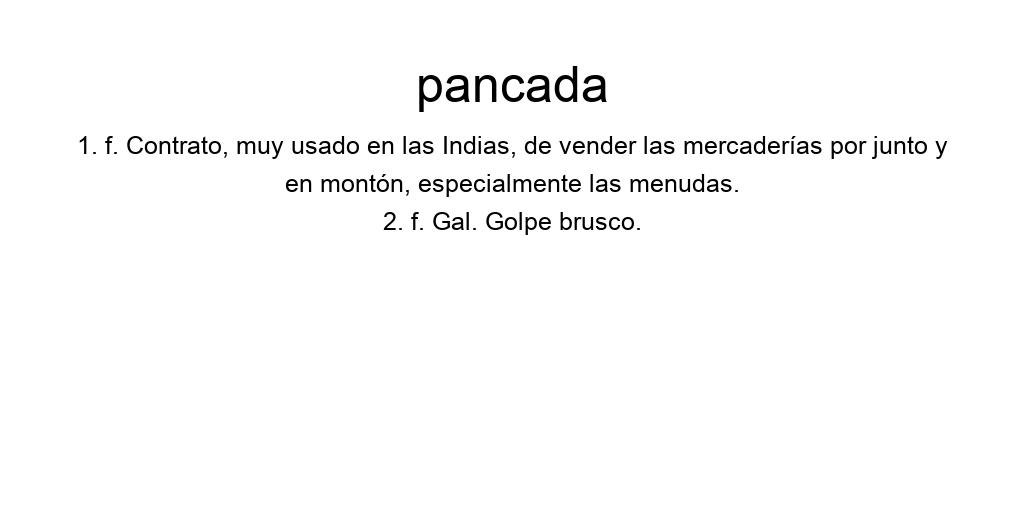 pancada
1. f. Contrato, muy usado en las Indias, de vender las mercaderías por junto y
en montón, especialmente las menudas.
2. f. Gal. Golpe brusco.